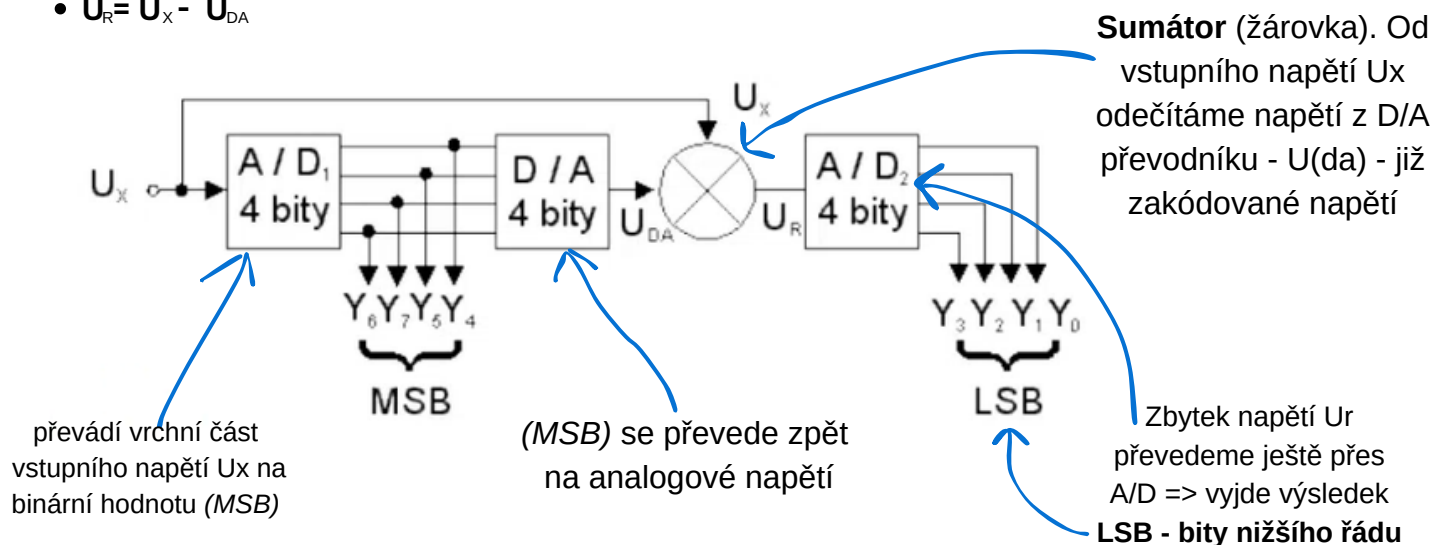 • UR= UX - UDA
Sumátor (žárovka). Od
vstupního napětí Ux
odečítáme napětí z D/A
převodníku - U(da) - již
zakódované napětí
UX
UX
A / D1
4 bity
D / A
4 bity
UDA
UR
A / D2
4 bity
Y6 Y7 Y5 Y4
MSB
Y3 Y2 Y1 Y0
LSB
převádí vrchní část
vstupního napětí Ux na
binární hodnotu (MSB)
(MSB) se převede zpět
na analogové napětí
Zbytek napětí Ur
převedeme ještě přes
A/D => vyjde výsledek
LSB - bity nižšího řádu